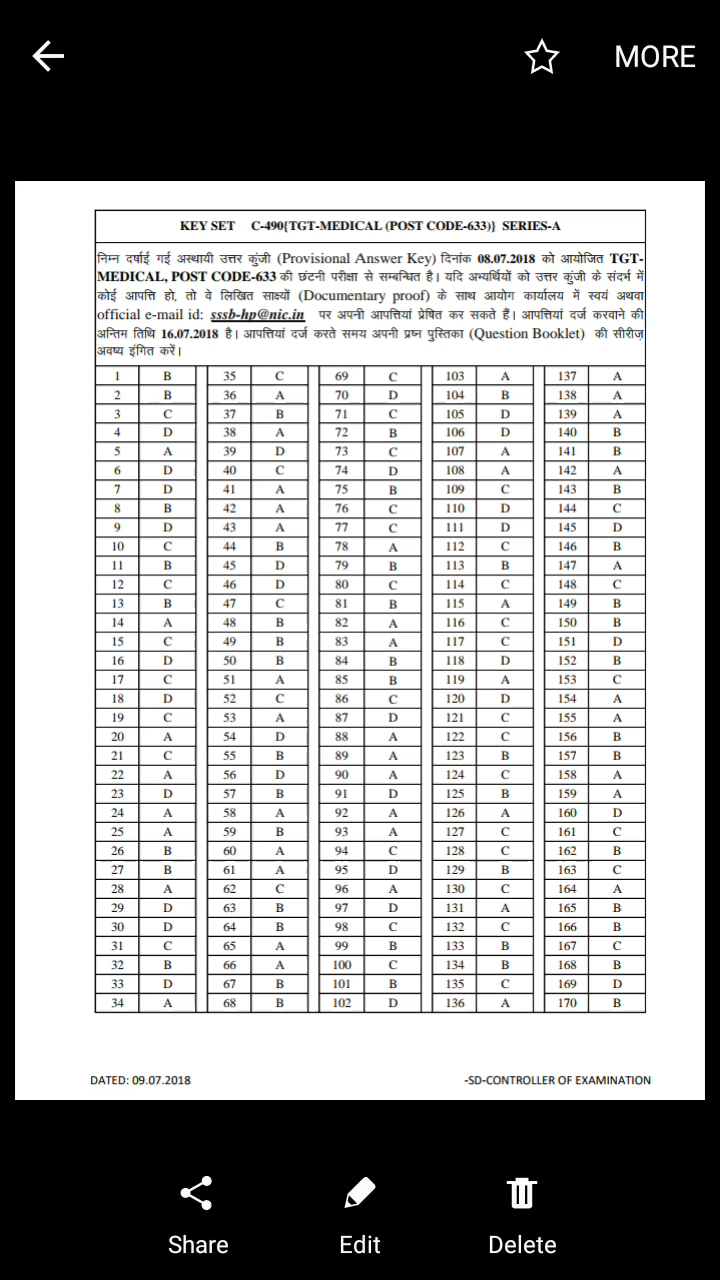 MORE
KEY SET C-490{TGT-MEDICAL (POST CODE-633)} SERIES-A
निम्न दर्षाई गई अस्थायी उत्तर कुंजी (Provisional Answer Key) दिनांक 08.07.2018 को आयोजित TGT-
MEDICAL, POST CODE-633 की छंटनी परीक्षा से सम्बन्धित है। यदि अभ्यर्थियों को उत्तर कुंजी के संदर्भ में
कोई आपत्ति हो, तो वे लिखित साक्ष्यों (Documentary proof) के साथ आयोग कार्यालय में स्वयं अथवा
official e-mail id: sssb-hp@nic.in पर अपनी आपत्तियां प्रेषित कर सकते हैं। आपत्तियां दर्ज करवाने की
अन्तिम तिथि 16.07.2018 है। आपत्तियां दर्ज करते समय अपनी प्रष्न पुस्तिका (Question Booklet) की सीरीज़
अवष्य इंगित करें।
1 B 35 C 69 C 103 A 137 A
2 B 36 A 70 D 104 B 138 A
3 C 37 B 71 C 105 D 139 A
4 D 38 A 72 B 106 D 140 B
5 A 39 D 73 C 107 A 141 B
6 D 40 C 74 D 108 A 142 A
7 D 41 A 75 B 109 C 143 B
8 B 42 A 76 C 110 D 144 C
9 D 43 A 77 C 111 D 145 D
10 C 44 B 78 A 112 C 146 B
11 B 45 D 79 B 113 B 147 A
12 C 46 D 80 C 114 C 148 C
13 B 47 C 81 B 115 A 149 B
14 A 48 B 82 A 116 C 150 B
15 C 49 B 83 A 117 C 151 D
16 D 50 B 84 B 118 D 152 B
17 C 51 A 85 B 119 A 153 C
18 D 52 C 86 C 120 D 154 A
19 C 53 A 87 D 121 C 155 A
20 A 54 D 88 A 122 C 156 B
21 C 55 B 89 A 123 B 157 B
22 A 56 D 90 A 124 C 158 A
23 D 57 B 91 D 125 B 159 A
24 A 58 A 92 A 126 A 160 D
25 A 59 B 93 A 127 C 161 C
26 B 60 A 94 C 128 C 162 B
27 B 61 A 95 D 129 B 163 C
28 A 62 C 96 A 130 C 164 A
29 D 63 B 97 D 131 A 165 B
30 D 64 B 98 C 132 C 166 B
31 C 65 A 99 B 133 B 167 C
32 B 66 A 100 C 134 B 168 B
33 D 67 B 101 B 135 C 169 D
34 A 68 B 102 D 136 A 170 B
DATED: 09.07.2018 -SD-CONTROLLER OF EXAMINATION
Share Edit Delete